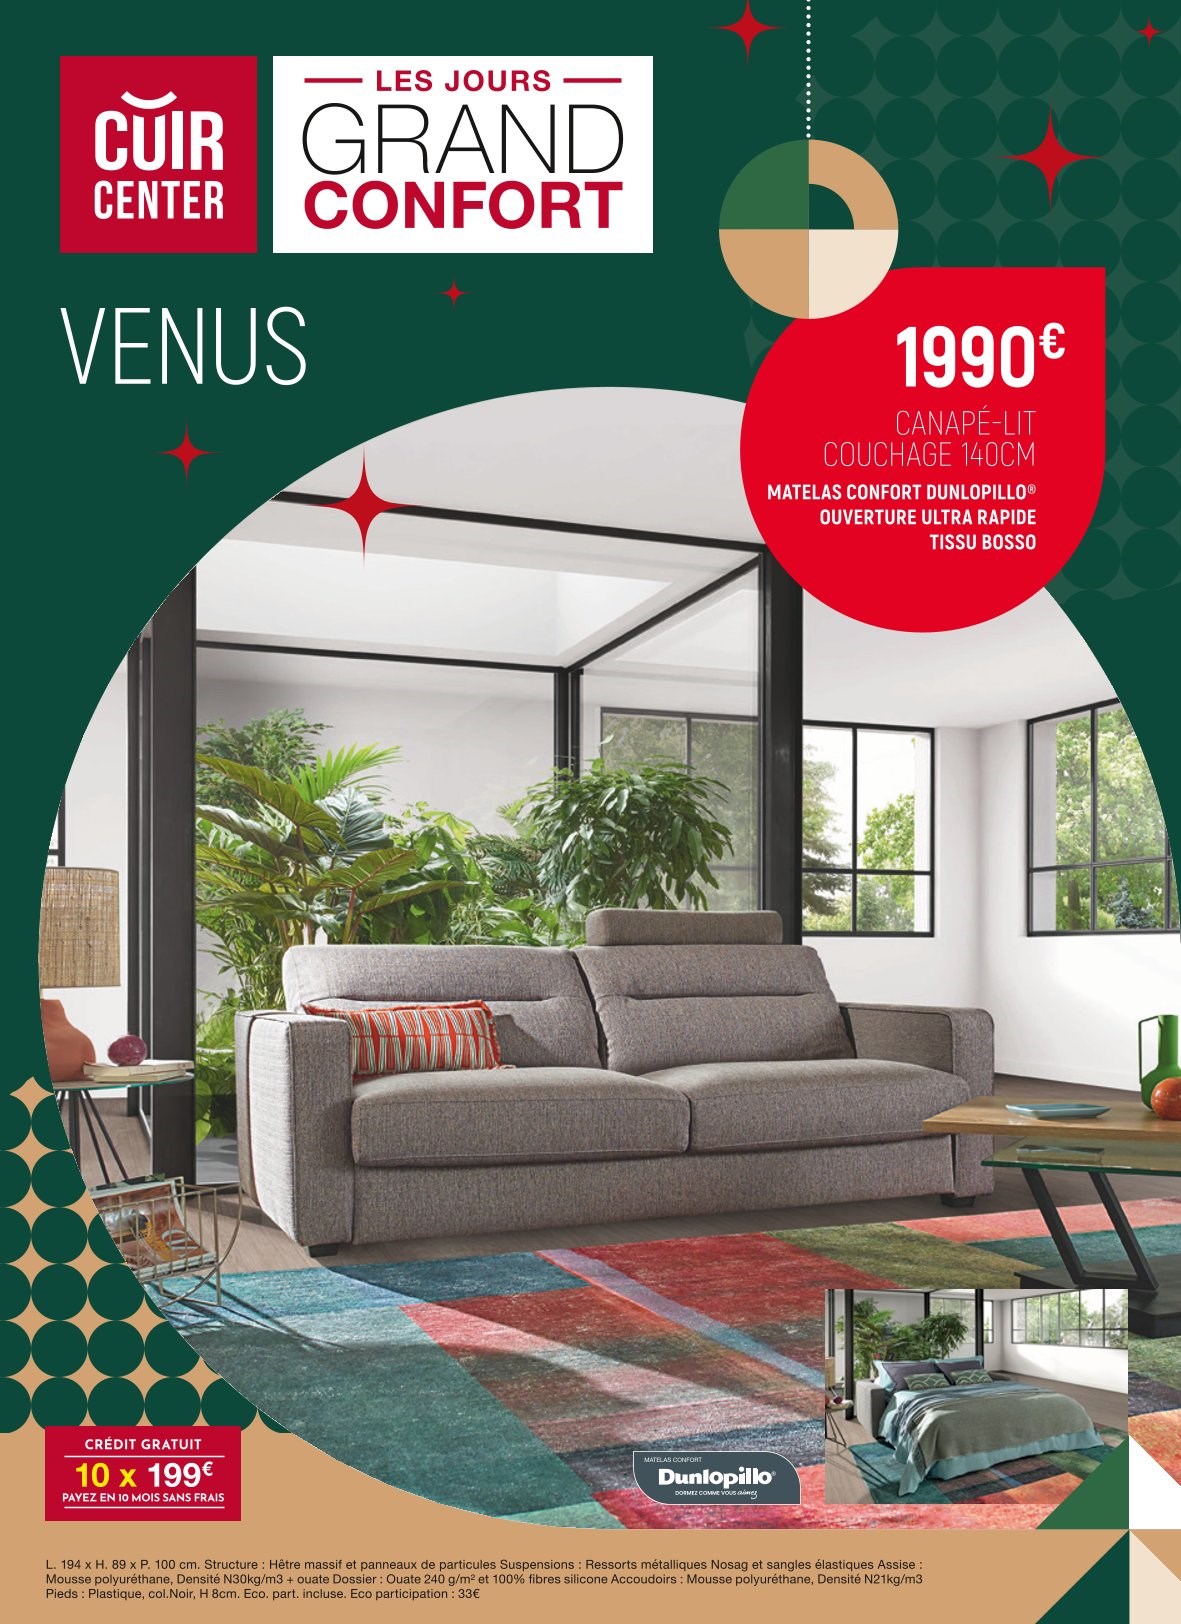 CUIR
CENTER
LES JOURS
GRAND
CONFORT
VENUS
1990€
CANAPÉ-LIT
COUCHAGE 140CM
MATELAS CONFORT DUNLOPILLO®
OUVERTURE ULTRA RAPIDE
TISSU BOSSO
CRÉDIT GRATUIT
10 x 199€
PAYEZ EN 10 MOIS SANS FRAIS
MATELAS CONFORT
Dunlopillo®
DORMEZ COMME VOUS aimez
L. 194 x H. 89 x P. 100 cm. Structure : Hêtre massif et panneaux de particules Suspensions : Ressorts métalliques Nosag et sangles élastiques Assise :
Mousse polyuréthane, Densité N30kg/m3 + ouate Dossier : Ouate 240 g/m² et 100% fibres silicone Accoudoirs : Mousse polyuréthane, Densité N21kg/m3
Pieds : Plastique, col.Noir, H 8cm. Eco. part. incluse. Eco participation : 33€